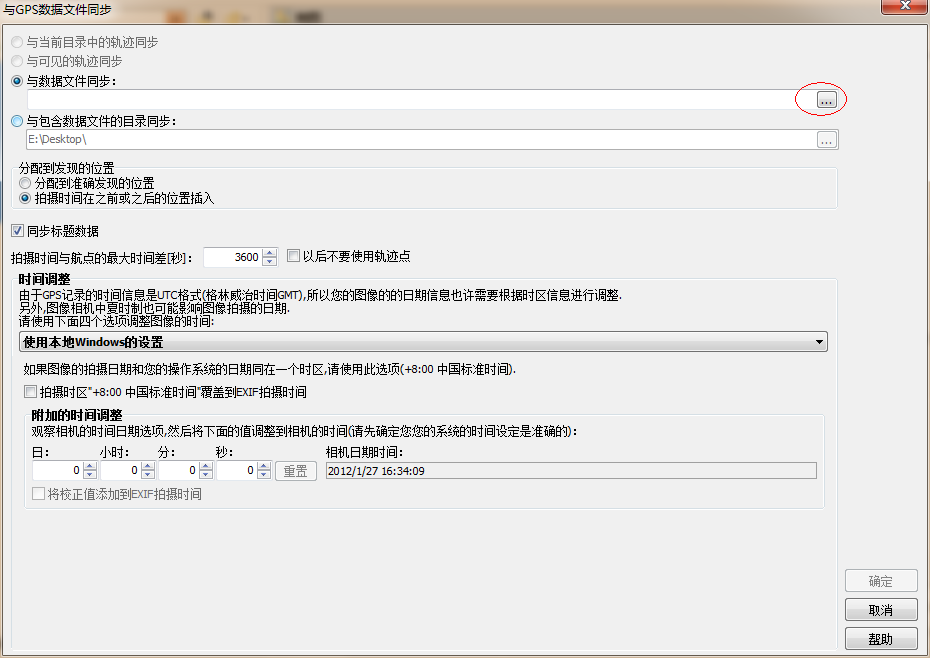 与GPS数据文件同步
与当前目录中的轨迹同步
与可见的轨迹同步
与数据文件同步：
...
与包含数据文件的目录同步：
E:\Desktop\
...
分配到发现的位置
分配到准确发现的位置
拍摄时间在之前或之后的位置插入
同步标题数据
拍摄时间与航点的最大时间差[秒]： 3600 以后不要使用轨迹点
时间调整
由于GPS记录的时间信息是UTC格式(格林威治时间GMT),所以您的图像的的日期信息也许需要根据时区信息进行调整.
另外,图像相机中夏时制也可能影响图像拍摄的日期.
请使用下面四个选项调整图像的时间:
使用本地Windows的设置
如果图像的拍摄日期和您的操作系统的日期同在一个时区,请使用此选项(+8:00 中国标准时间).
拍摄时区"+8:00 中国标准时间"覆盖到EXIF拍摄时间
附加的时间调整
观察相机的时间日期选项,然后将下面的值调整到相机的时间(请先确定您您的系统的时间设定是准确的)：
日： 小时： 分： 秒： 相机日期时间：
0 0 0 0 重置 2012/1/27 16:34:09
将校正值添加到EXIF拍摄时间
确定
取消
帮助